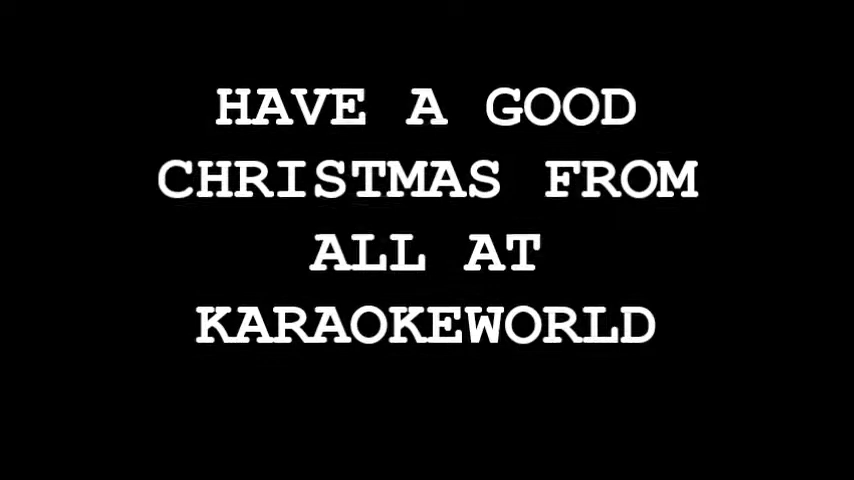 HAVE A GOOD
CHRISTMAS FROM
ALL AT
KARAOKEWORLD